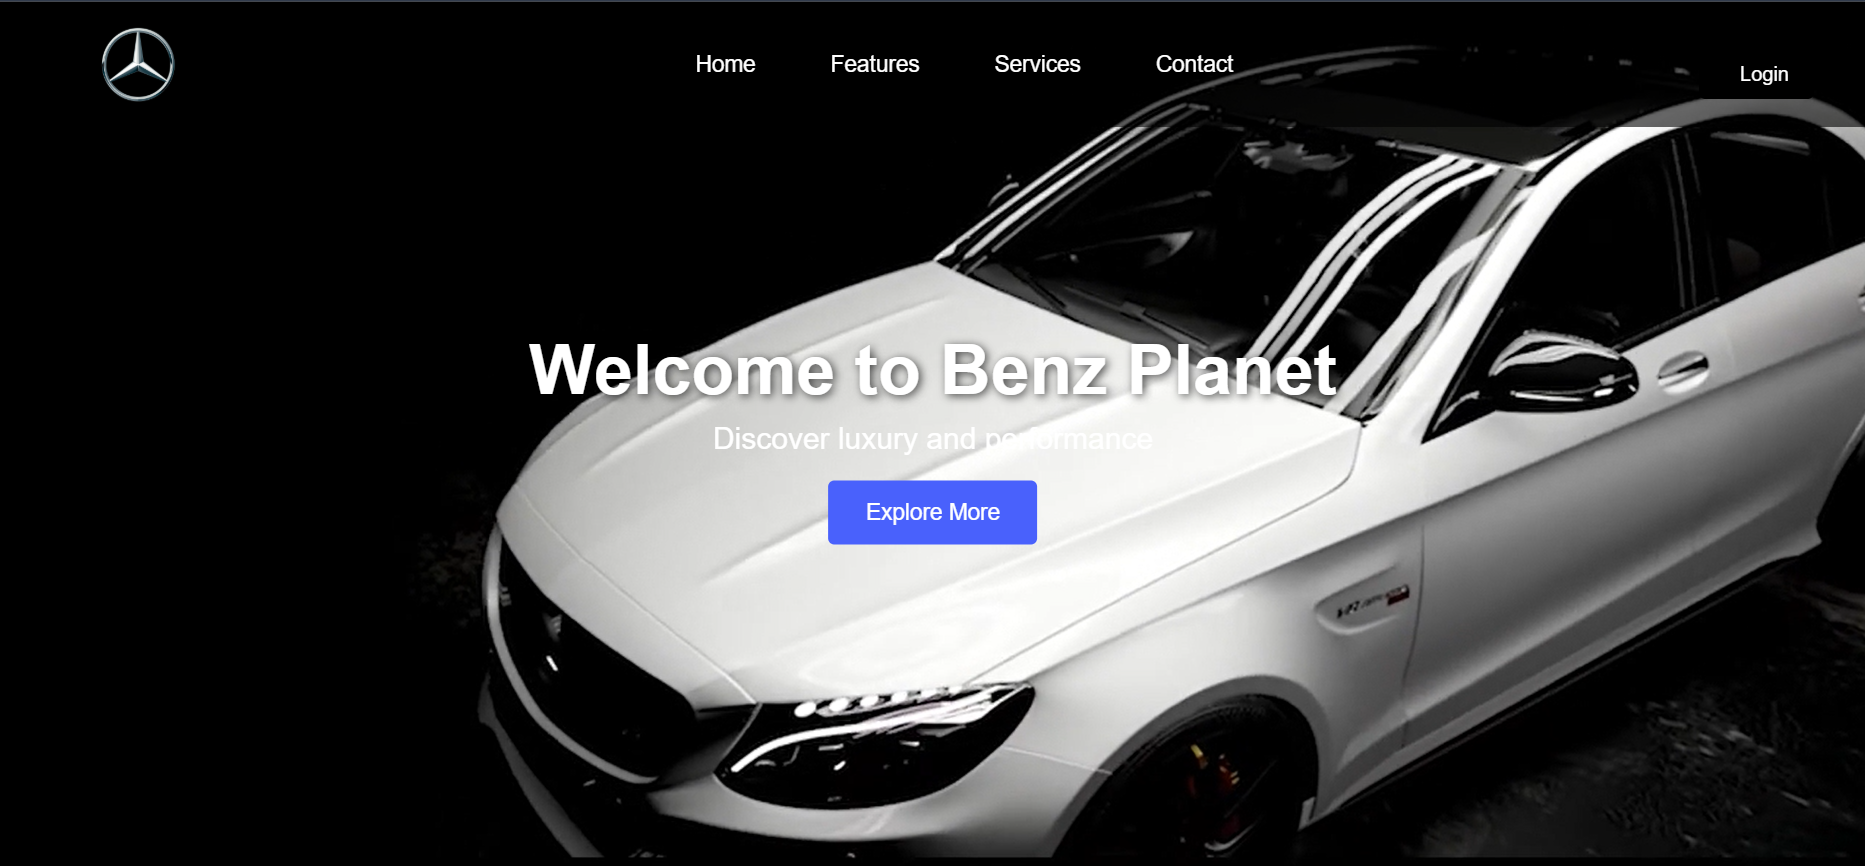 Home Features Services Contact
Login
Welcome to Benz Planet
Discover luxury and performance
Explore More